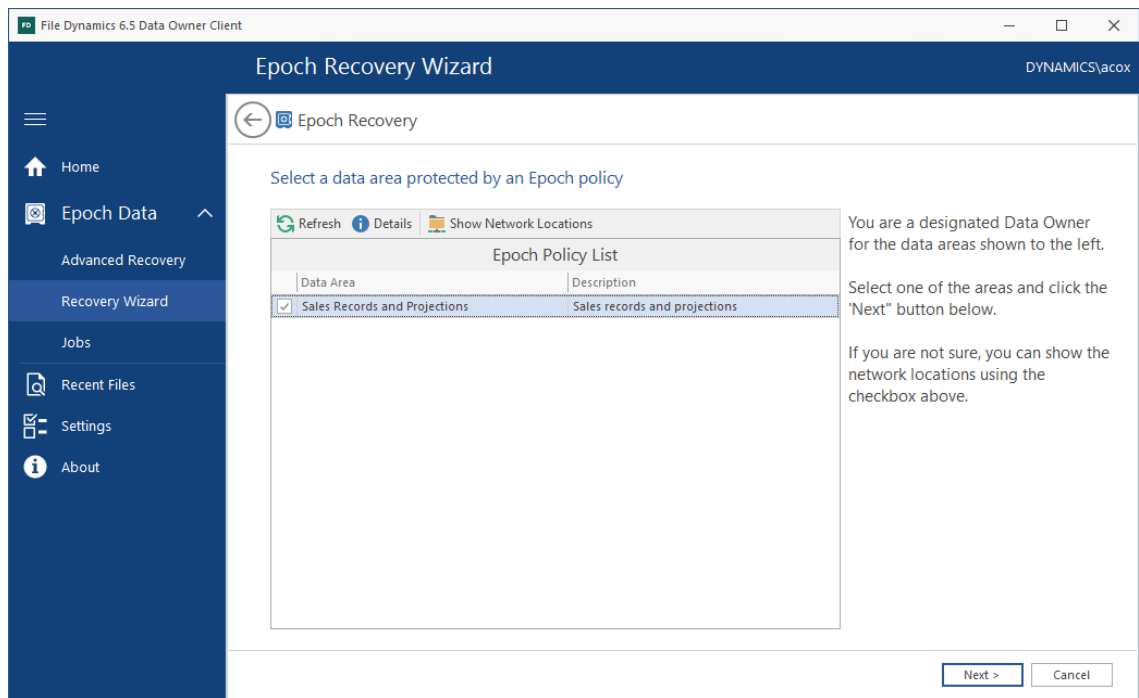 FD File Dynamics 6.5 Data Owner Client
Epoch Recovery Wizard
DYNAMICS\acox
Epoch Recovery
Home
Epoch Data
Advanced Recovery
Recovery Wizard
Jobs
Recent Files
Settings
About
Select a data area protected by an Epoch policy
Refresh Details Show Network Locations
Epoch Policy List
Data Area Description
Sales Records and Projections Sales records and projections
You are a designated Data Owner
for the data areas shown to the left.
Select one of the areas and click the
'Next" button below.
If you are not sure, you can show the
network locations using the
checkbox above.
Next >
Cancel